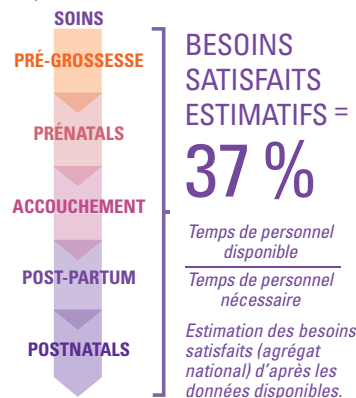 SOINS
PRÉ-GROSSESSE
PRÉNATALS
ACCOUCHEMENT
POST-PARTUM
POSTNATALS
BESOINS
SATISFAITS
ESTIMATIFS =
37 %
Temps de personnel
disponible
Temps de personnel
nécessaire
Estimation des besoins
satisfaits (agrégat
national) d’après les
données disponibles.